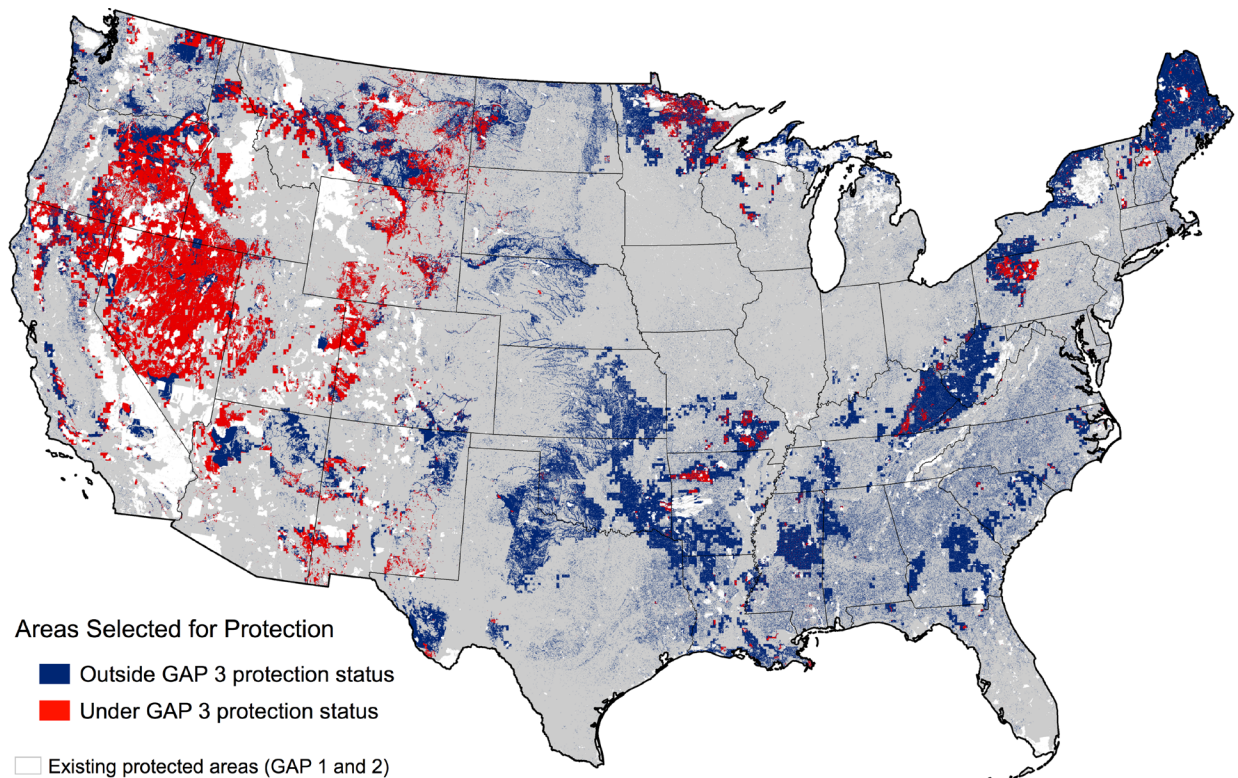 Areas Selected for Protection
Outside GAP 3 protection status
Under GAP 3 protection status
Existing protected areas (GAP 1 and 2)